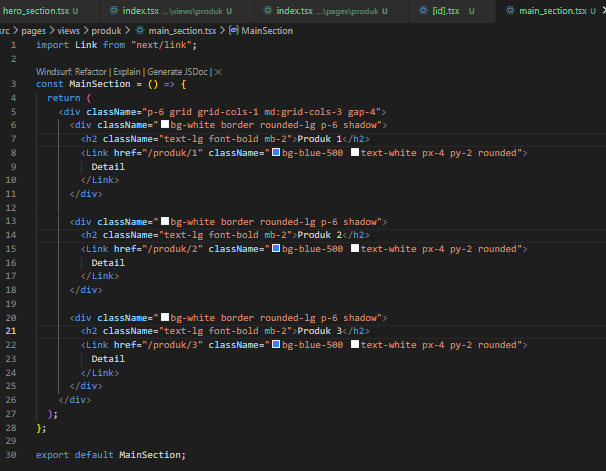 hero_section.tsx U index.tsx ...\views\produk U index.tsx ...\pages\produk U [id].tsx U main_section.tsx U
src > pages > views > produk > main_section.tsx > MainSection
1 import Link from "next/link";
2
Windsurf: Refactor | Explain | Generate JSDoc | ×
3 const MainSection = () => {
4 return (
5 <div className="p-6 grid grid-cols-1 md:grid-cols-3 gap-4">
6 <div className="bg-white border rounded-lg p-6 shadow">
7 <h2 className="text-lg font-bold mb-2">Produk 1</h2>
8 <Link href="/produk/1" className="bg-blue-500 text-white px-4 py-2 rounded">
9 Detail
10 </Link>
11 </div>
12
13 <div className="bg-white border rounded-lg p-6 shadow">
14 <h2 className="text-lg font-bold mb-2">Produk 2</h2>
15 <Link href="/produk/2" className="bg-blue-500 text-white px-4 py-2 rounded">
16 Detail
17 </Link>
18 </div>
19
20 <div className="bg-white border rounded-lg p-6 shadow">
21 <h2 className="text-lg font-bold mb-2">Produk 3</h2>
22 <Link href="/produk/3" className="bg-blue-500 text-white px-4 py-2 rounded">
23 Detail
24 </Link>
25 </div>
26 </div>
27 );
28 };
29
30 export default MainSection;